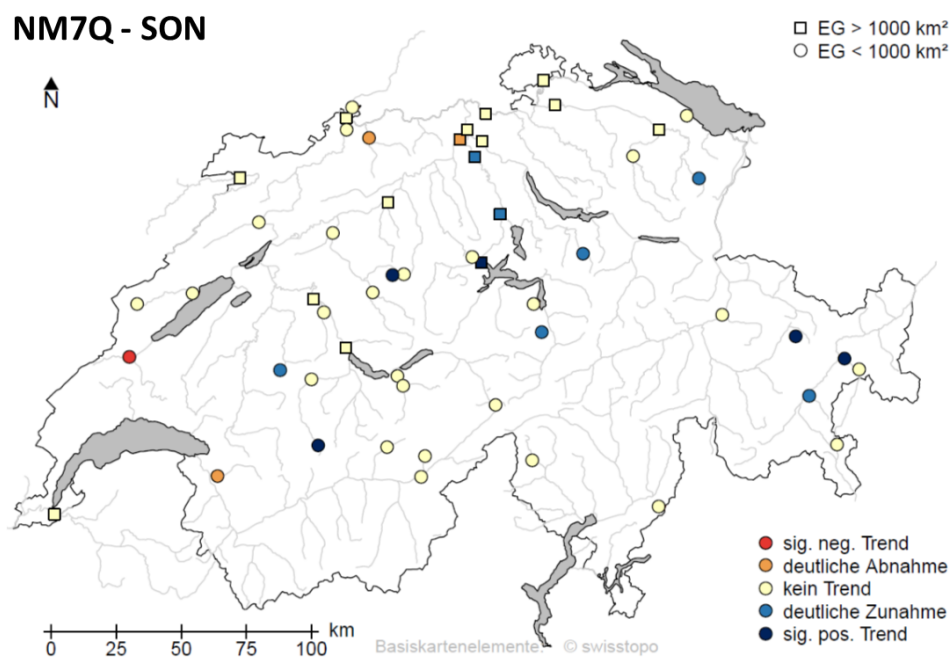 NM7Q - SON
EG > 1000 km²
EG < 1000 km²
N
sig. neg. Trend
deutliche Abnahme
kein Trend
deutliche Zunahme
sig. pos. Trend
km
0 25 50 75 100
Basiskartenelemente: © swisstopo